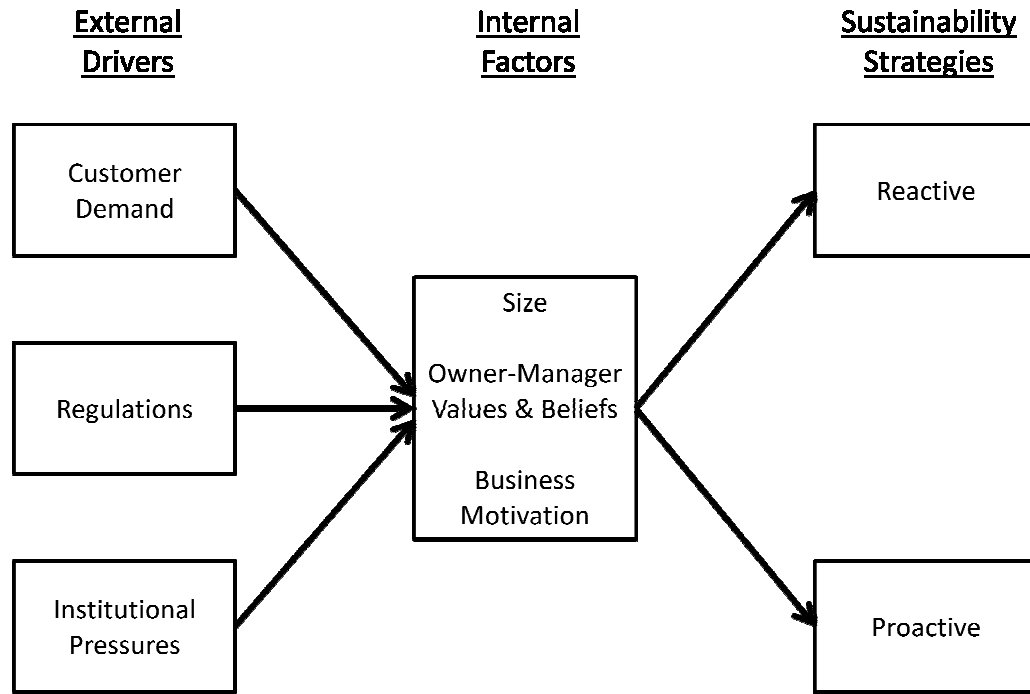 External
Drivers
Internal
Factors
Sustainability
Strategies
Customer
Demand
Regulations
Institutional
Pressures
Size
Owner-Manager
Values & Beliefs
Business
Motivation
Reactive
Proactive